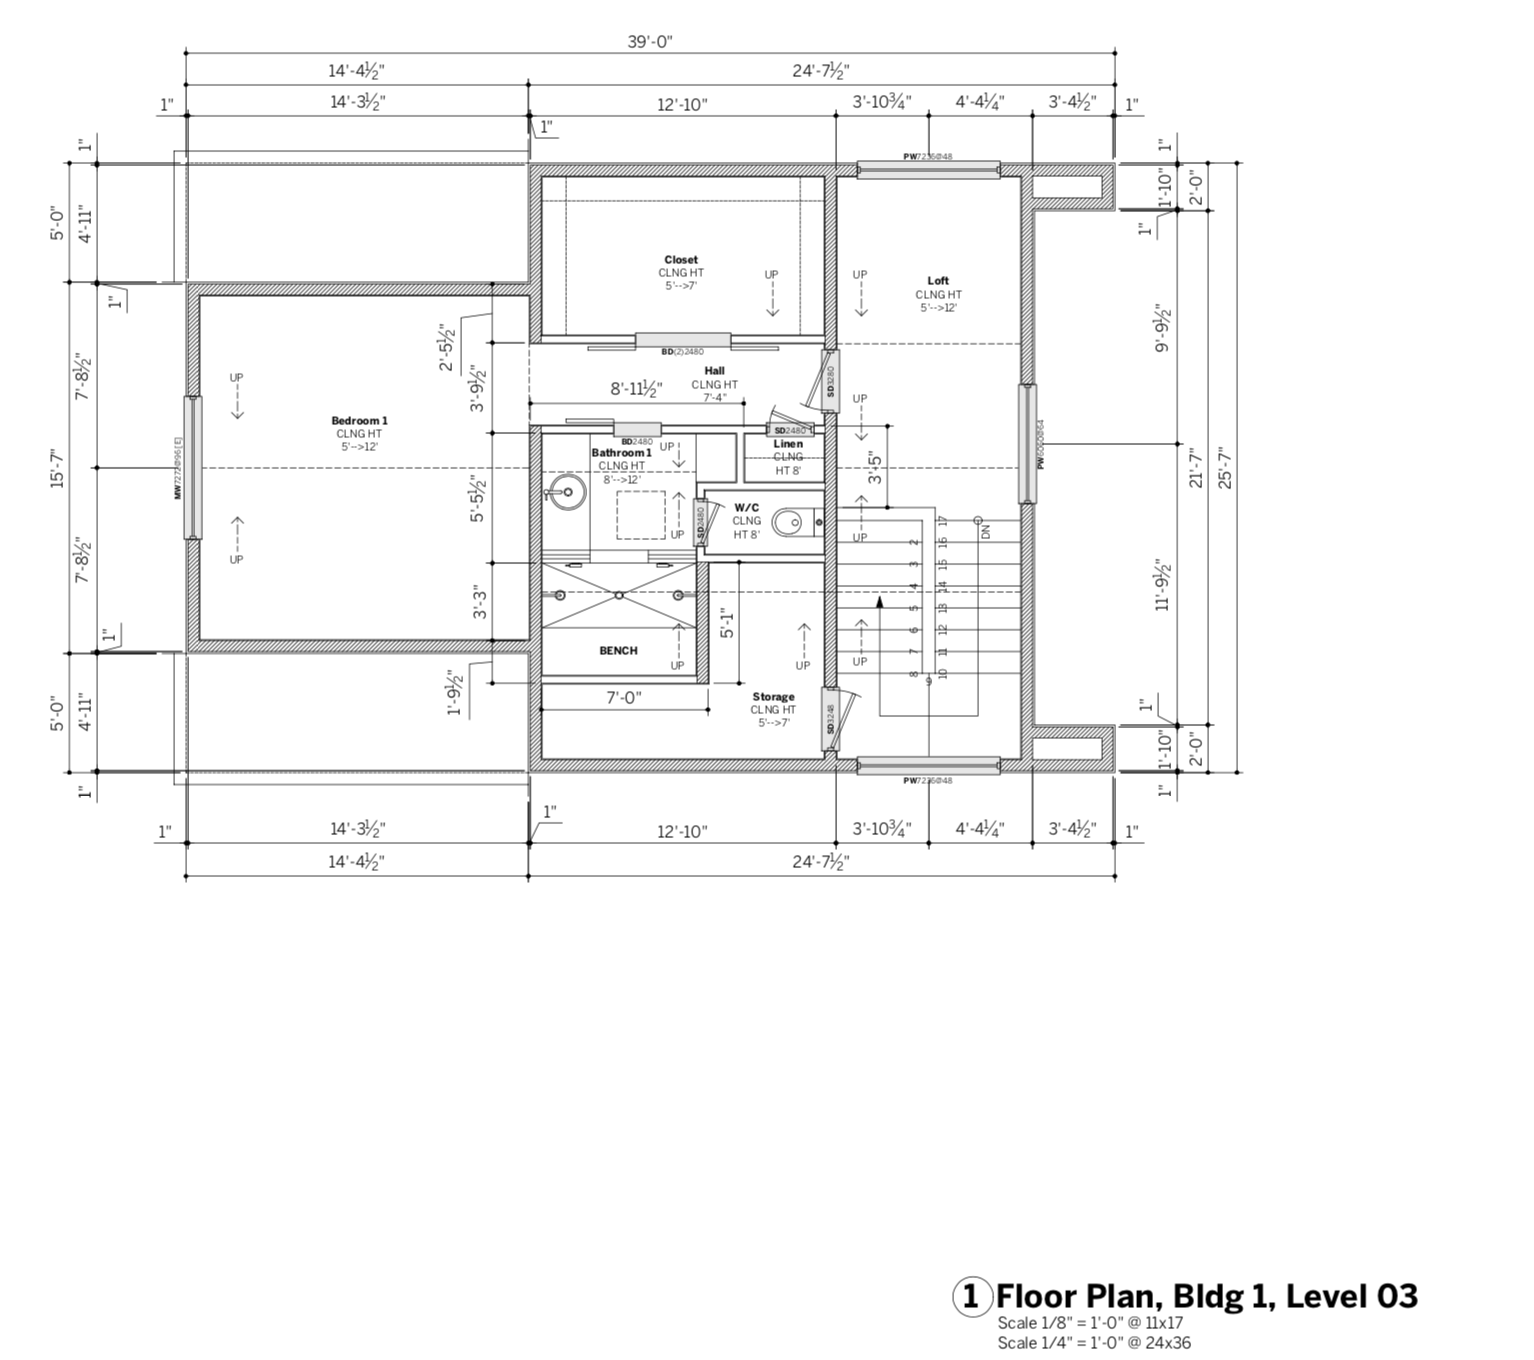 39'-0"
14'-4½"
24'-7½"
1"
14'-3½"
12'-10"
3'-10¾"
4'-4¼"
3'-4½"
1"
1"
PW7236@48
1"
5'-0"
4'-11"
1"
7'-8½"
15'-7"
7'-8½"
1"
5'-0"
4'-11"
1"
1"
1'-10"
2'-0"
1"
9'-9½"
21'-7"
25'-7"
11'-9½"
1"
1'-10"
2'-0"
1"
Closet
CLNG HT
5'-->7'
UP
UP
Loft
CLNG HT
5'-->12'
BD(2)2480
2'-5½"
3'-9½"
Hall
CLNG HT
7'-4"
8'-11½"
SD3280
UP
UP
Bedroom 1
CLNG HT
5'-->12'
MW7272@96[E]
UP
BD2480
Bathroom1
CLNG HT
8'-->12'
UP
SD2480
Linen
CLNG
HT 8'
PW6060@64
3'-5"
5'-5½"
SD2480
UP
W/C
CLNG
HT 8'
UP
DN
17
2
16
3
15
4
14
5
13
6
12
7
11
8
9
10
3'-3"
5'-1"
BENCH
UP
UP
UP
1'-9½"
7'-0"
Storage
CLNG HT
5'-->7'
SD3248
PW7236@48
1"
14'-3½"
1"
12'-10"
3'-10¾"
4'-4¼"
3'-4½"
1"
14'-4½"
24'-7½"
1 Floor Plan, Bldg 1, Level 03
Scale 1/8" = 1'-0" @ 11x17
Scale 1/4" = 1'-0" @ 24x36